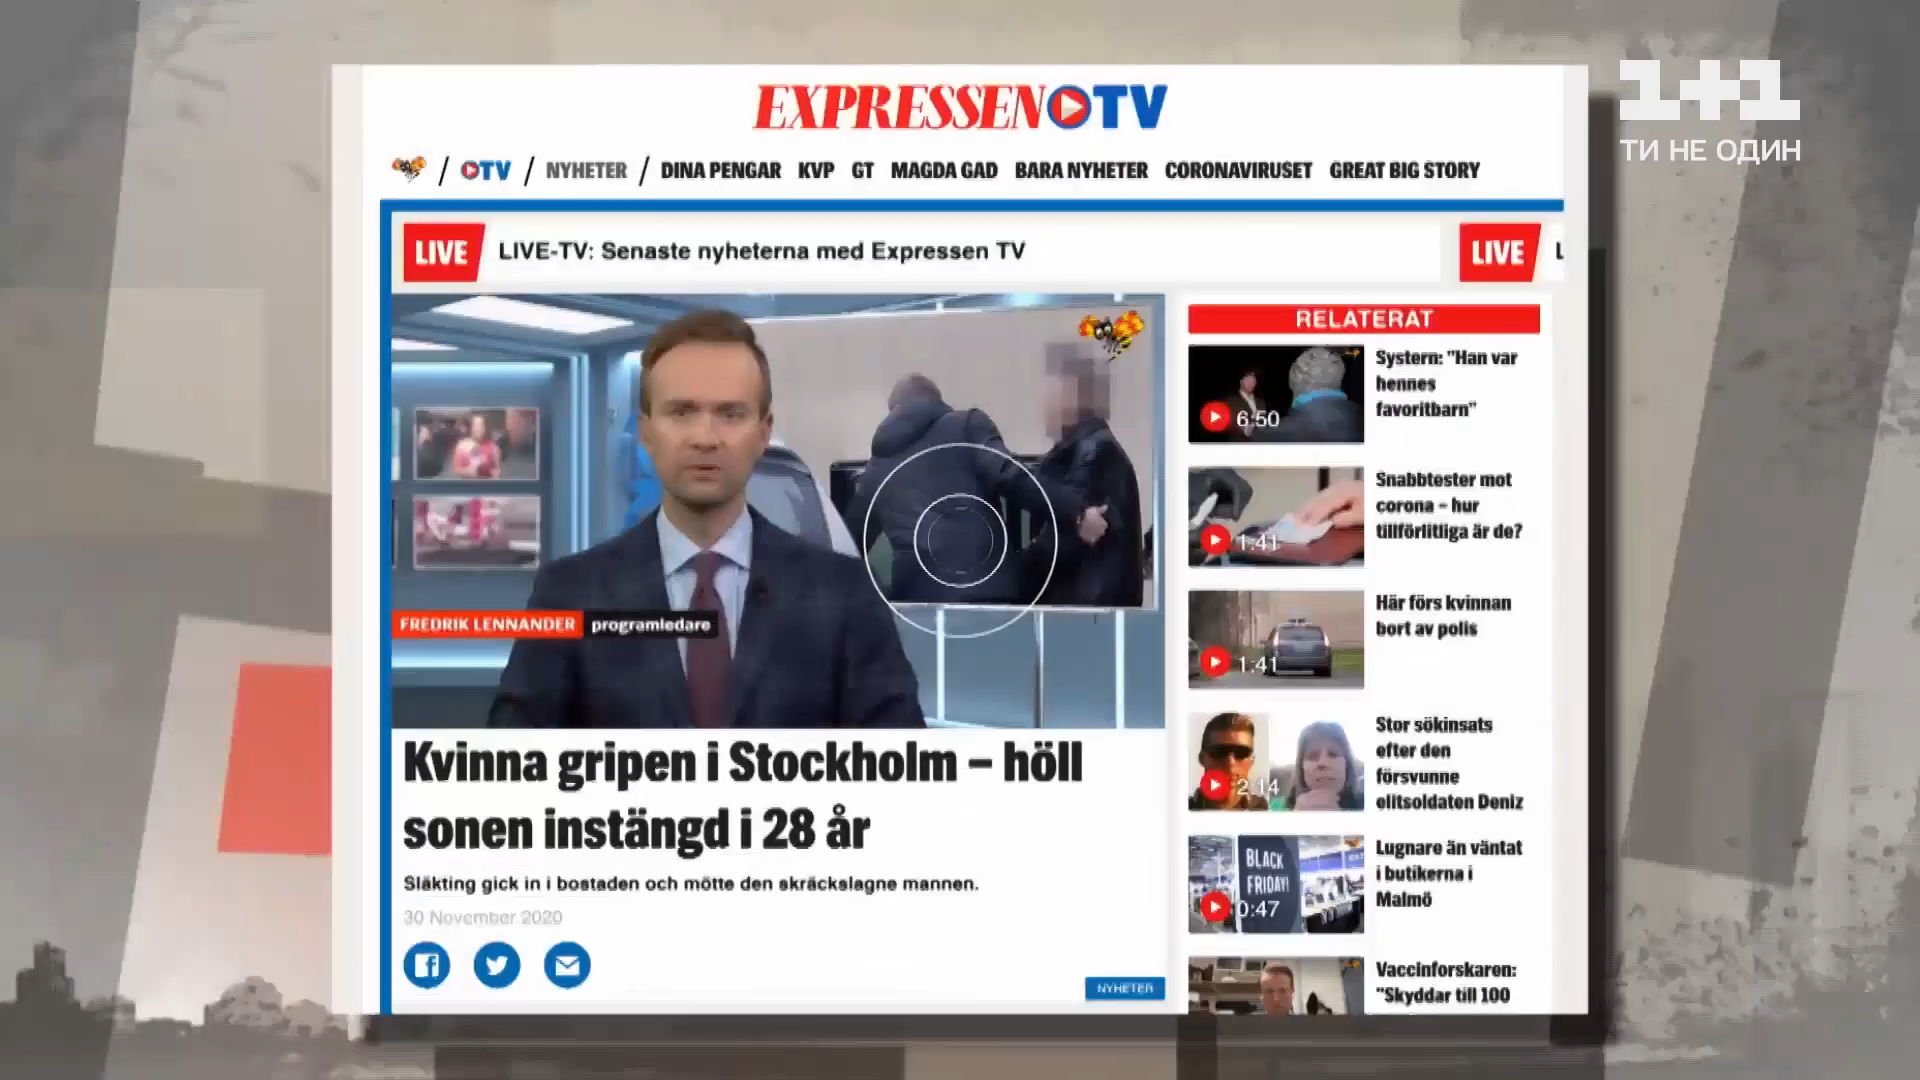 1+1
ТИ НЕ ОДИН
EXPRESSEN TV
TV / NYHETER / DINA PENGAR KVP GT MAGDA GAD BARA NYHETER CORONAVIRUSET GREAT BIG STORY
LIVE LIVE-TV: Senaste nyheterna med Expressen TV LIVE L
FREDRIK LENNANDER programledare
Kvinna gripen i Stockholm – höll
sonen instängd i 28 år
Släkting gick in i bostaden och mötte den skräckslagne mannen.
30 November 2020
NYHETER
RELATERAT
6:50
Systern: "Han var
hennes
favoritbarn"
1:41
Snabbtester mot
corona – hur
tillförlitliga är de?
1:41
Här förs kvinnan
bort av polis
2:14
Stor sökinsats
efter den
försvunne
elitsoldaten Deniz
BLACK
FRIDAY!
0:47
Lugnare än väntat
i butikerna i
Malmö
Vaccinforskaren:
"Skyddar till 100